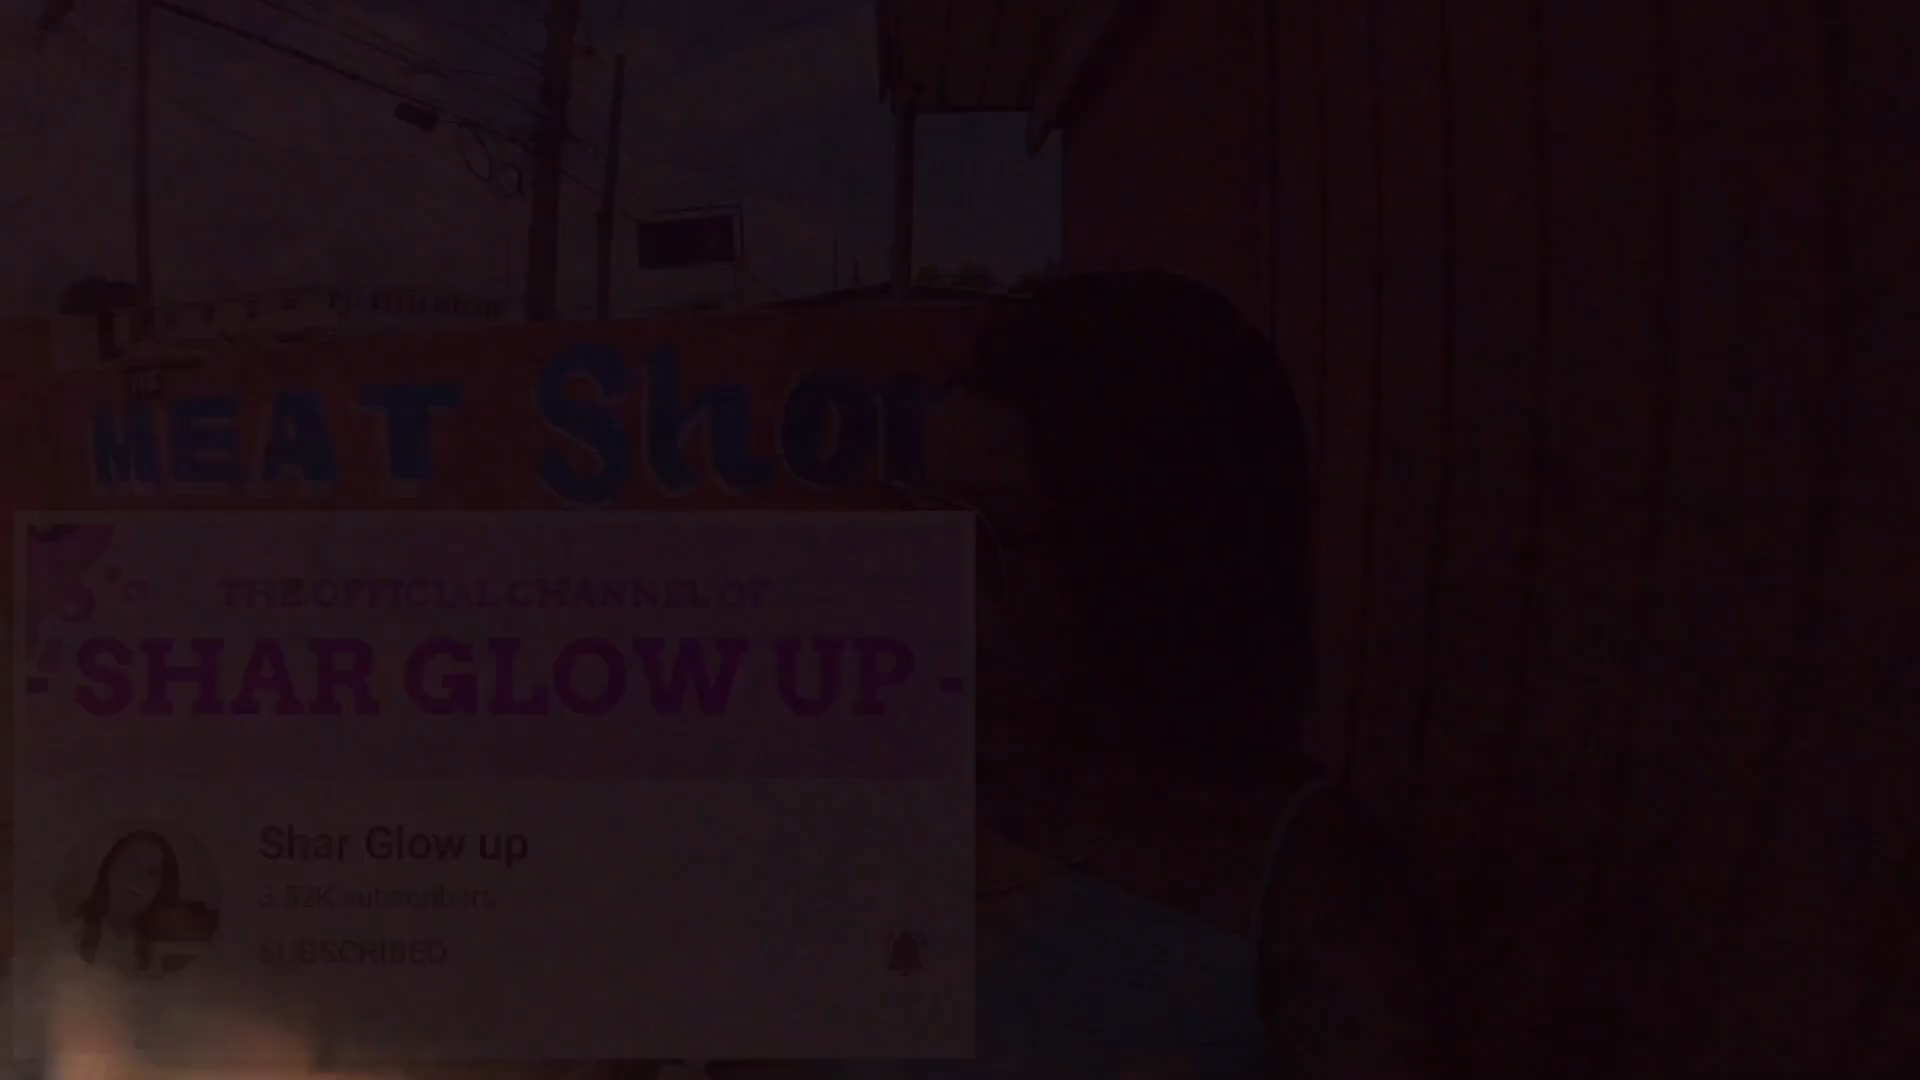 MEAT Shop
THE OFFICIAL CHANNEL OF
- SHAR GLOW UP -
Shar Glow up
SUBSCRIBED